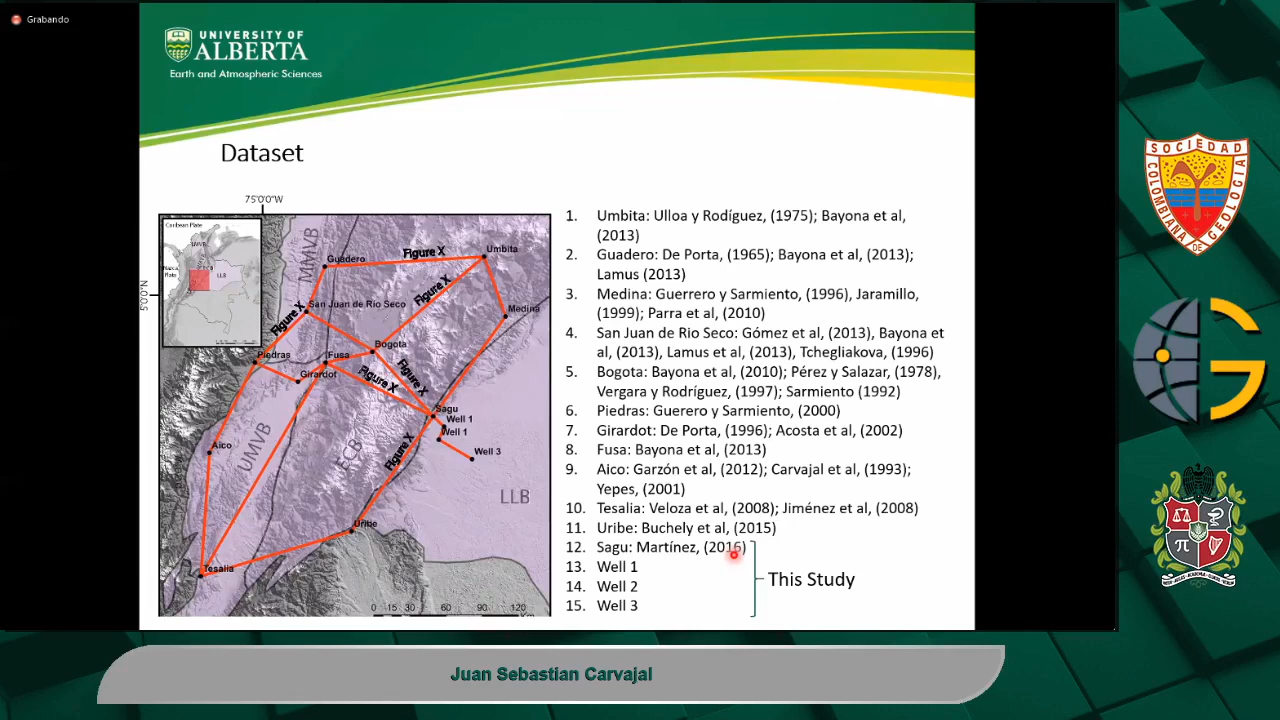 Grabando
UNIVERSITY OF
ALBERTA
Earth and Atmospheric Sciences
Dataset
75°0'0"W
5°0'0"N
Caribbean Plate
LLB
MMVB
Guadero
Figure X
Umbita
Figure X
Medina
San Juan de Rio Seco
Figure X
Bogota
Piedras
Fusa
Girardot
Figure X
Figure X
Sagu
Well 1
Well 1
Well 3
Aico
UMVB
ECB
Figure X
LLB
Uribe
Tesalia
0 15 30 60 90 120
Km
1. Umbita: Ulloa y Rodíguez, (1975); Bayona et al,
(2013)
2. Guadero: De Porta, (1965); Bayona et al, (2013);
Lamus (2013)
3. Medina: Guerrero y Sarmiento, (1996), Jaramillo,
(1999); Parra et al, (2010)
4. San Juan de Rio Seco: Gómez et al, (2013), Bayona et
al, (2013), Lamus et al, (2013), Tchegliakova, (1996)
5. Bogota: Bayona et al, (2010); Pérez y Salazar, (1978),
Vergara y Rodríguez, (1997); Sarmiento (1992)
6. Piedras: Guerero y Sarmiento, (2000)
7. Girardot: De Porta, (1996); Acosta et al, (2002)
8. Fusa: Bayona et al, (2013)
9. Aico: Garzón et al, (2012); Carvajal et al, (1993);
Yepes, (2001)
10. Tesalia: Veloza et al, (2008); Jiménez et al, (2008)
11. Uribe: Buchely et al, (2015)
12. Sagu: Martínez, (2016)
13. Well 1
14. Well 2
15. Well 3
This Study
SOCIEDAD
COLOMBIANA
DE
GEOLOGIA
Juan Sebastian Carvajal